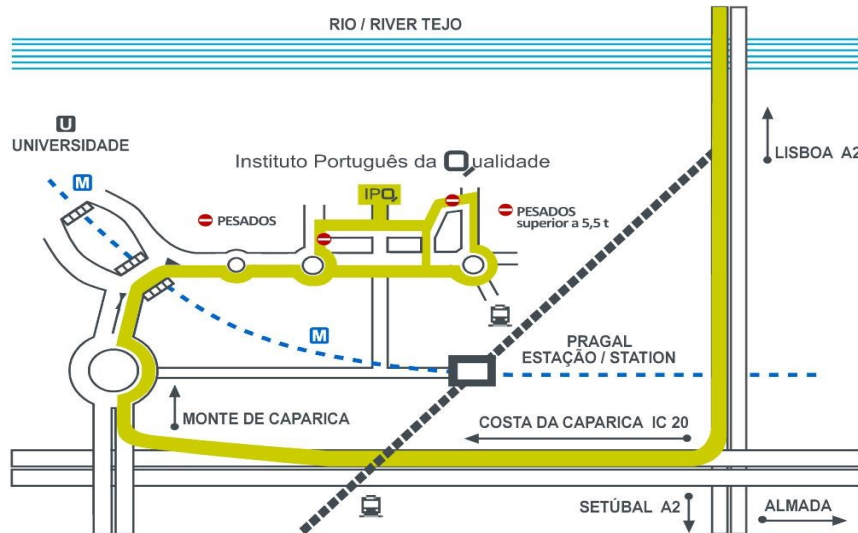 RIO / RIVER TEJO
U
UNIVERSIDADE
LISBOA A2
M
Instituto Português da Qualidade
IPQ
PESADOS
PESADOS
superior a 5,5 t
M
PRAGAL
ESTAÇÃO / STATION
MONTE DE CAPARICA
COSTA DA CAPARICA IC 20
SETÚBAL A2
ALMADA